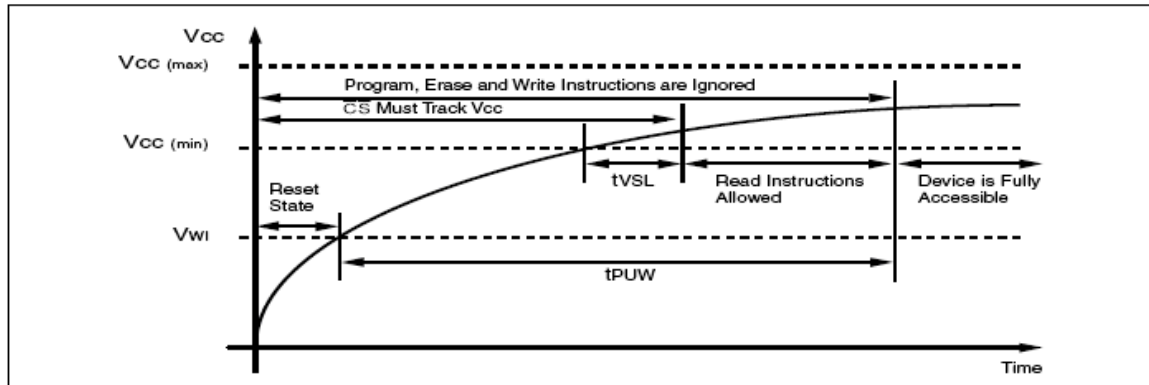 Vcc
Vcc (max)
Program, Erase and Write Instructions are Ignored
CS Must Track Vcc
Vcc (min)
tVSL
Read Instructions
Allowed
Device is Fully
Accessible
Reset
State
VWI
tPUW
Time